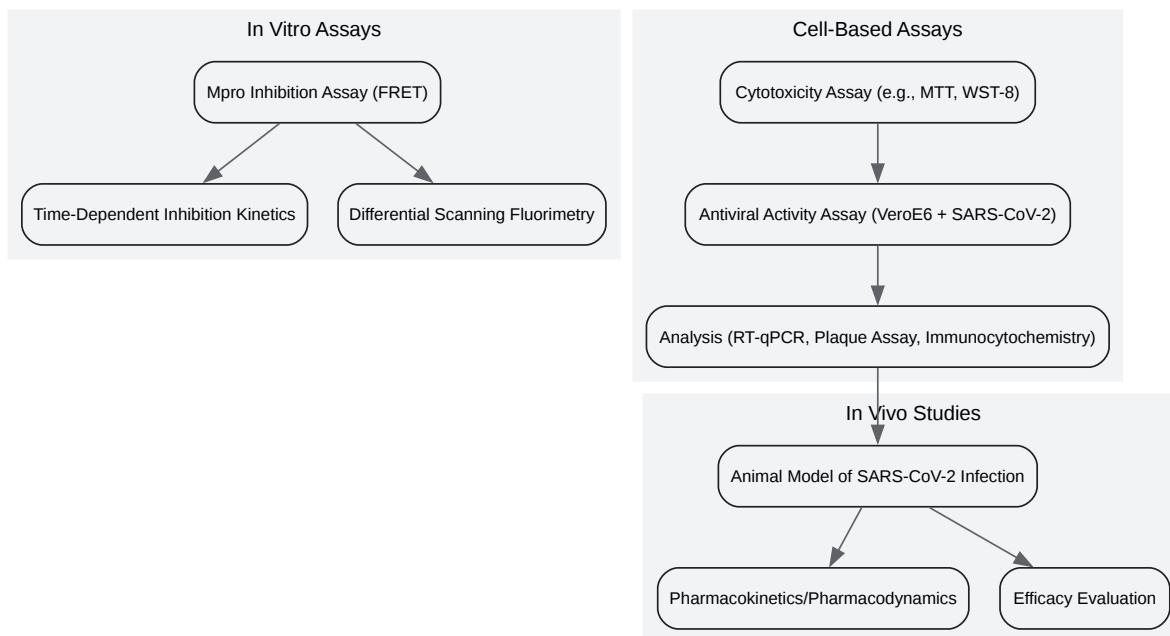 In Vitro Assays
Mpro Inhibition Assay (FRET)
Time-Dependent Inhibition Kinetics
Differential Scanning Fluorimetry
Cell-Based Assays
Cytotoxicity Assay (e.g., MTT, WST-8)
Antiviral Activity Assay (VeroE6 + SARS-CoV-2)
Analysis (RT-qPCR, Plaque Assay, Immunocytochemistry)
In Vivo Studies
Animal Model of SARS-CoV-2 Infection
Pharmacokinetics/Pharmacodynamics
Efficacy Evaluation